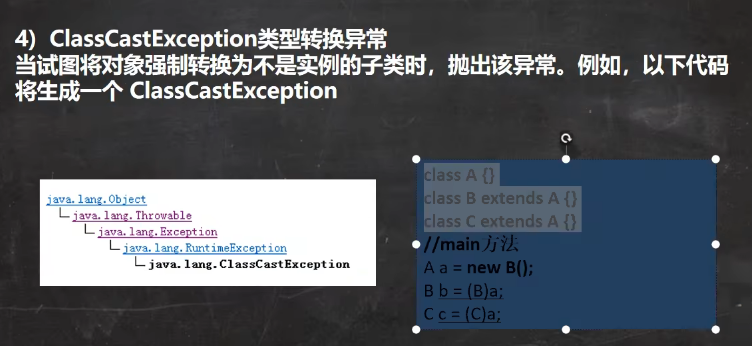 4）ClassCastException类型转换异常
当试图将对象强制转换为不是实例的子类时，抛出该异常。例如，以下代码
将生成一个 ClassCastException
java.lang.Object
java.lang.Throwable
java.lang.Exception
java.lang.RuntimeException
java.lang.ClassCastException
class A {}
class B extends A {}
class C extends A {}
//main方法
A a = new B();
B b = (B)a;
C c = (C)a;